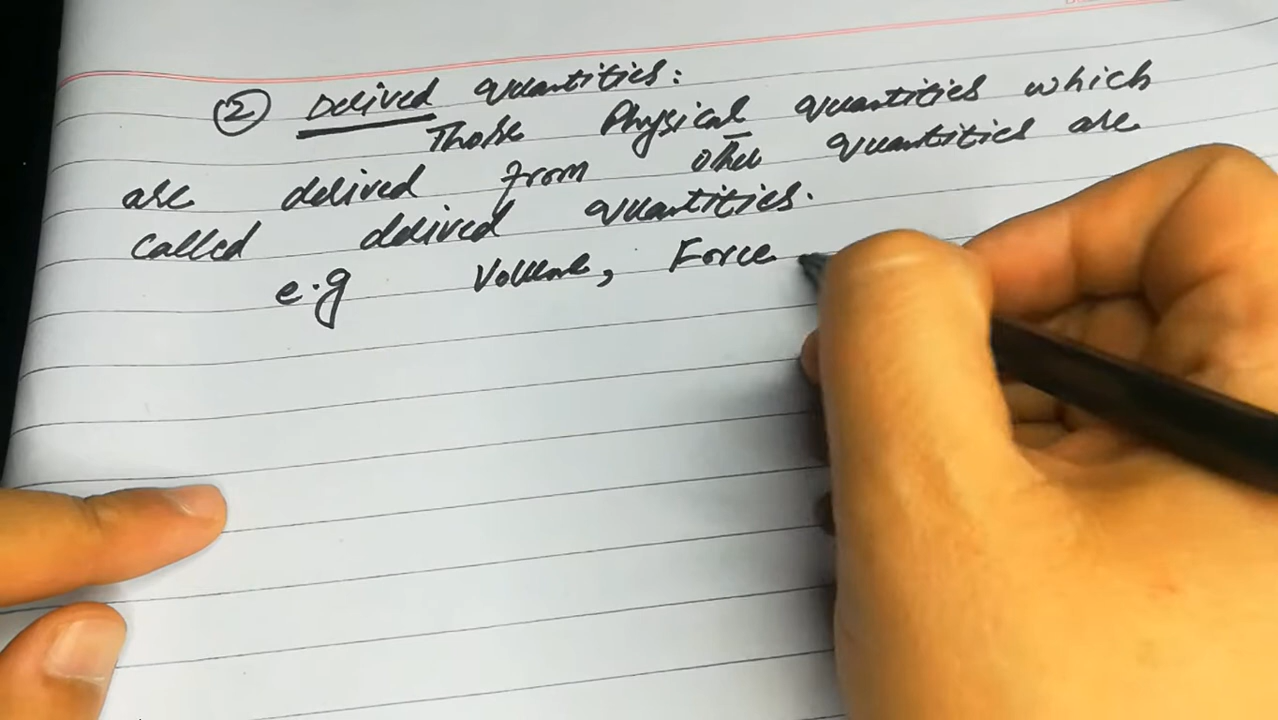 ② Derived quantities:
Those Physical quantities which
are derived from other quantities are
called derived quantities.
e.g Volume, Force